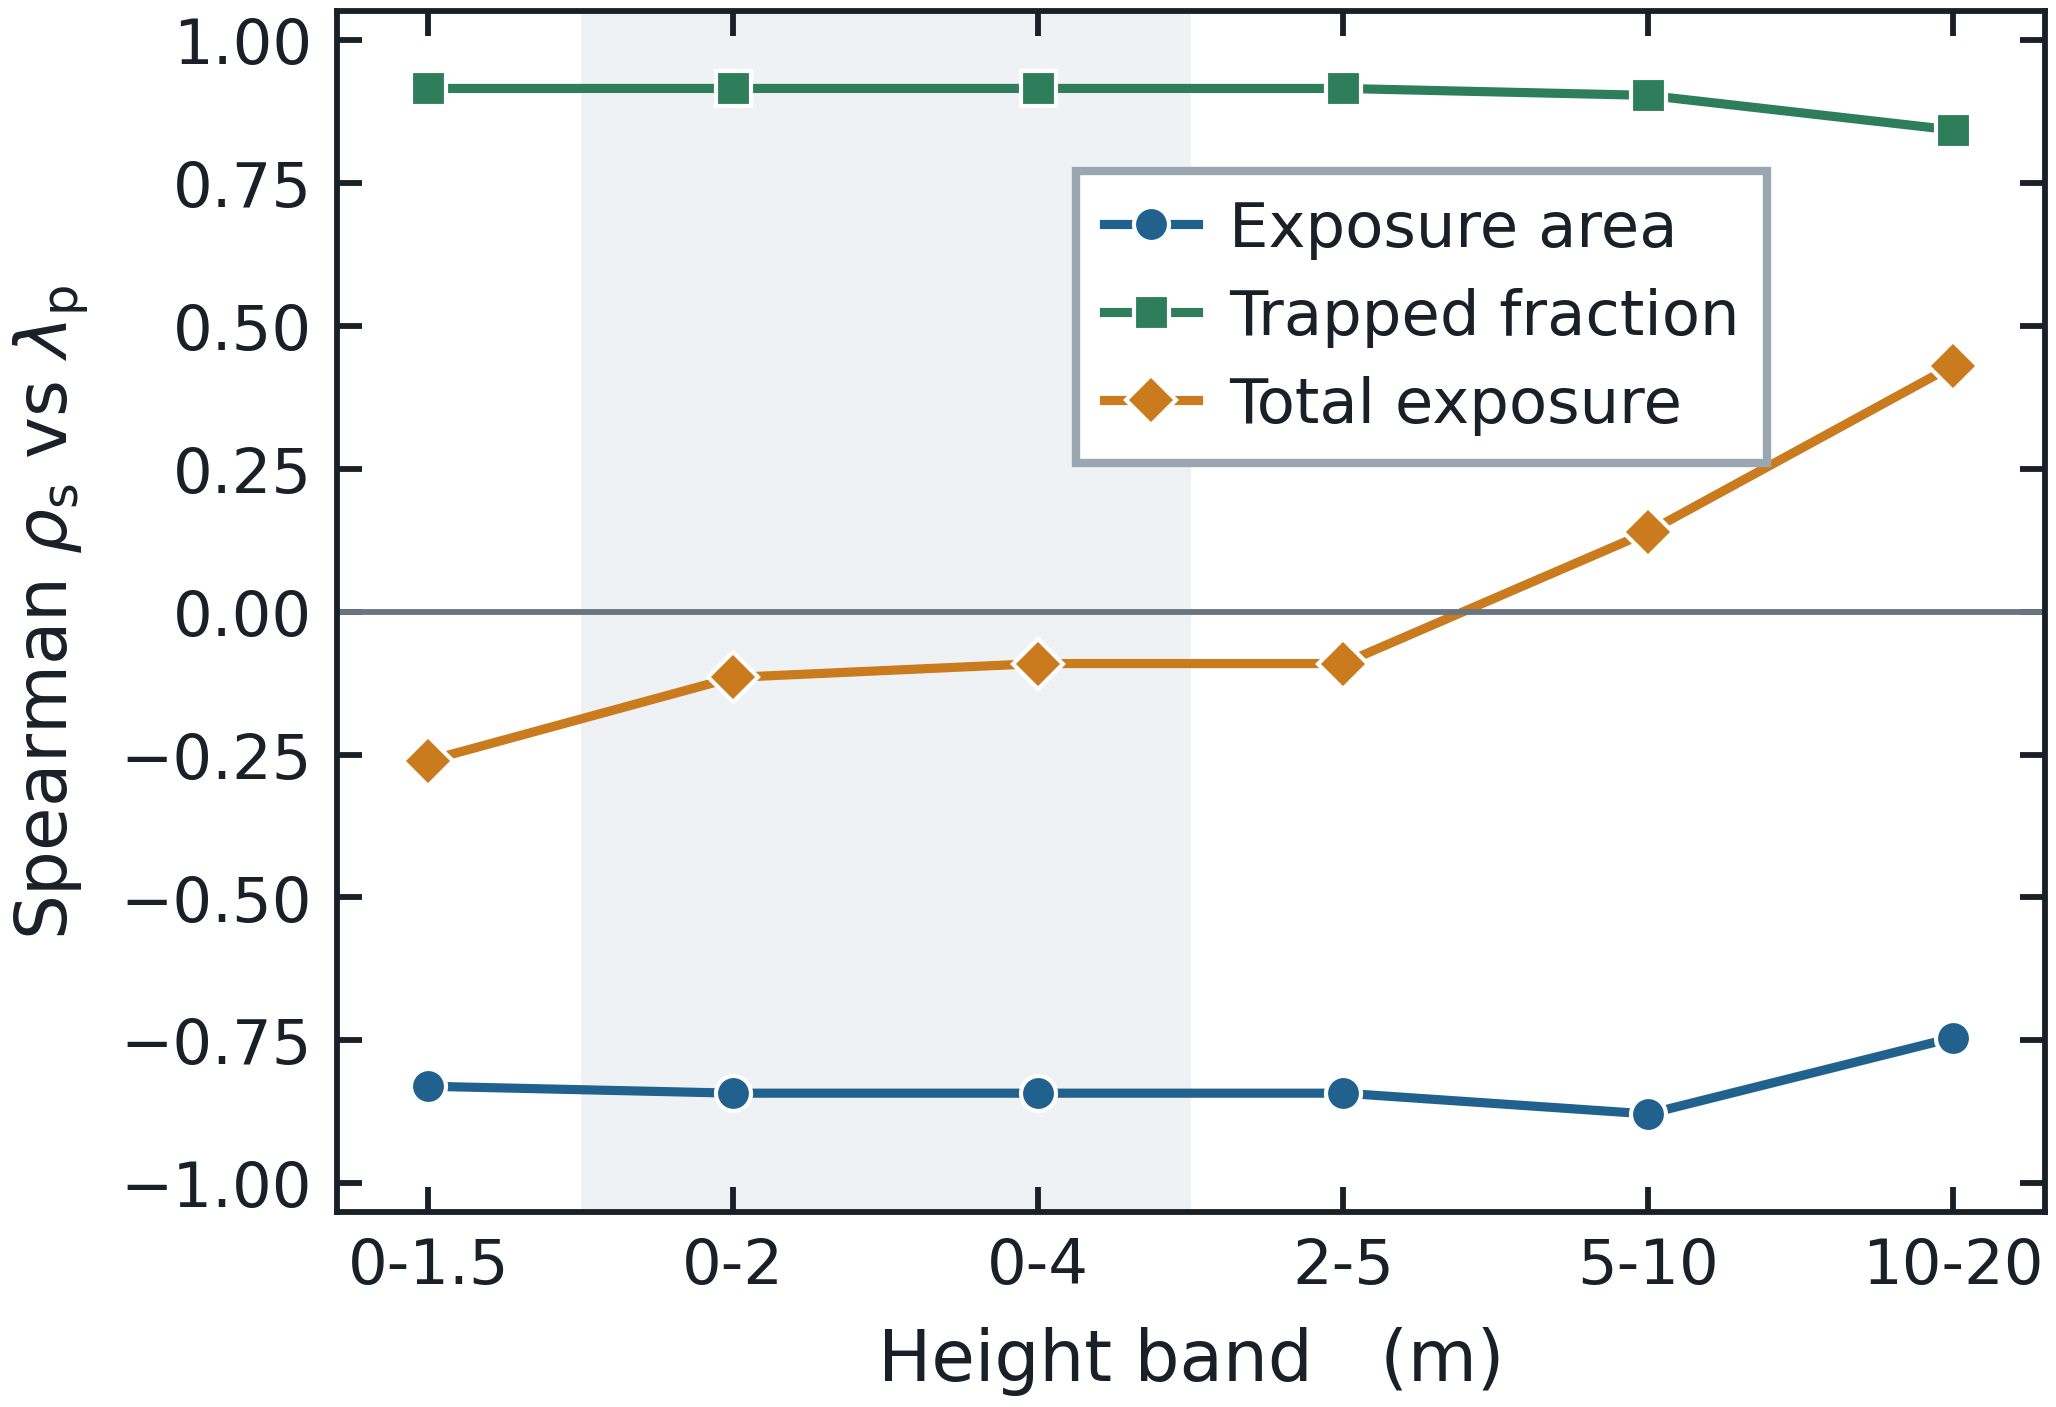 1.00
0.75
0.50
0.25
0.00
−0.25
−0.50
−0.75
−1.00
Spearman ρs vs λp
Exposure area
Trapped fraction
Total exposure
0-1.5 0-2 0-4 2-5 5-10 10-20
Height band (m)